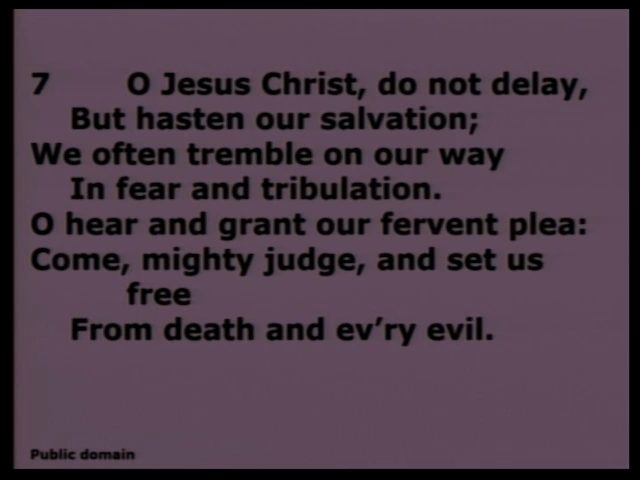 7 O Jesus Christ, do not delay,
But hasten our salvation;
We often tremble on our way
In fear and tribulation.
O hear and grant our fervent plea:
Come, mighty judge, and set us
free
From death and ev’ry evil.
Public domain